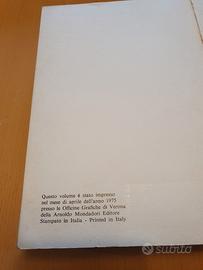 Questo volume è stato impresso
nel mese di aprile dell'anno 1975
presso le Officine Grafiche di Verona
della Arnoldo Mondadori Editore
Stampato in Italia - Printed in Italy
subito.it